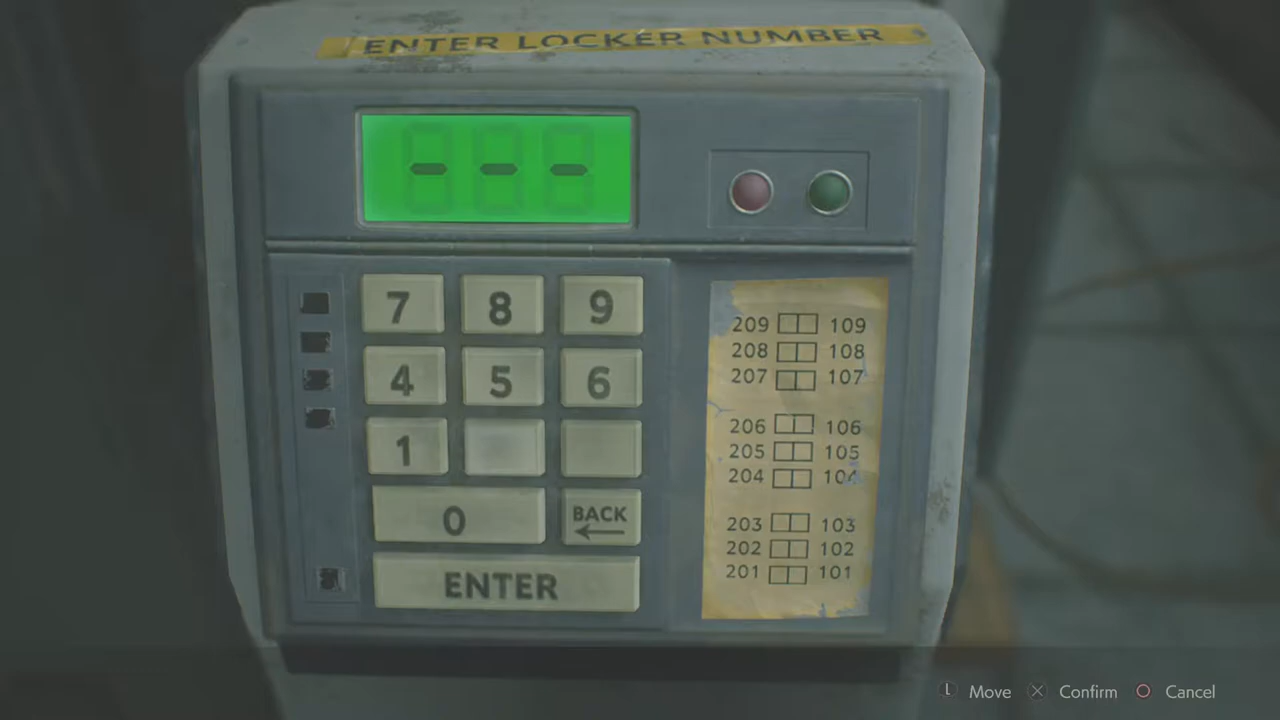 ENTER LOCKER NUMBER
- - -
7 8 9
4 5 6
1
0 BACK
ENTER
209 109
208 108
207 107
206 106
205 105
204 104
203 103
202 102
201 101
L Move Confirm Cancel